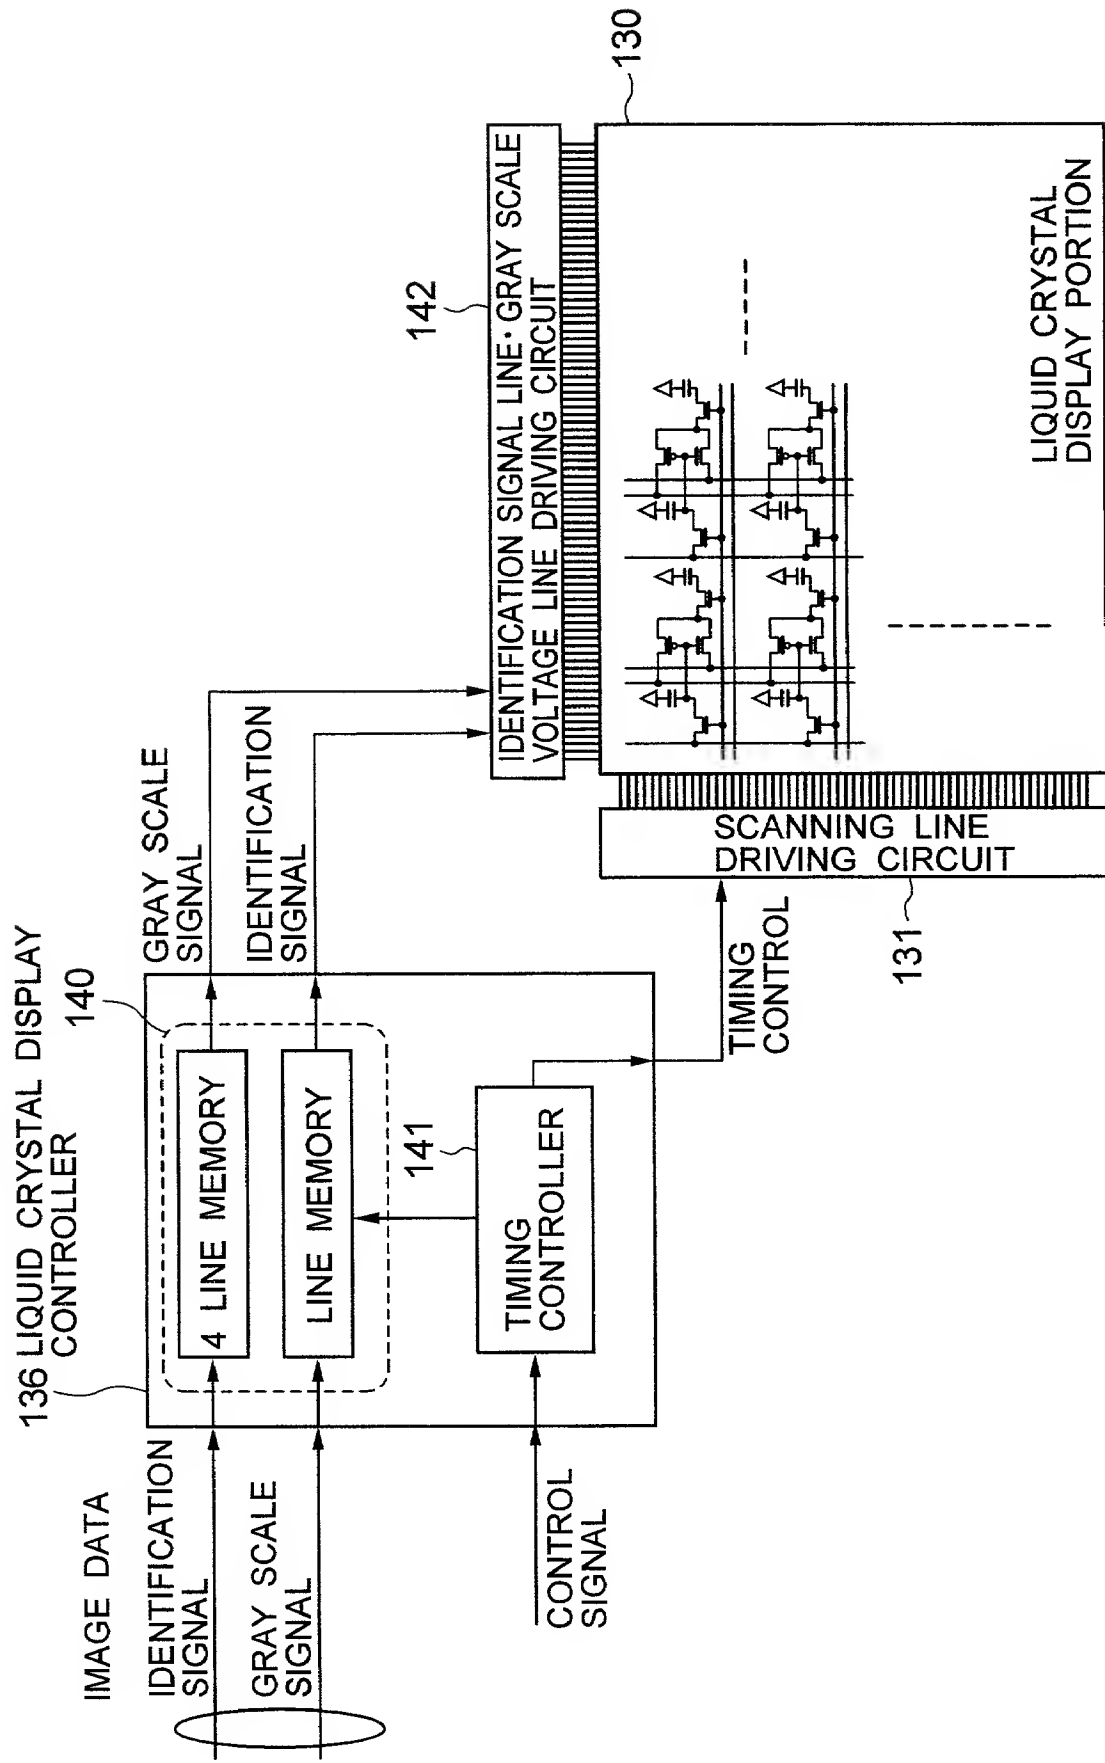 136 LIQUID CRYSTAL DISPLAY
CONTROLLER
140
IMAGE DATA
IDENTIFICATION
SIGNAL
GRAY SCALE
SIGNAL
CONTROL
SIGNAL
4 LINE MEMORY
LINE MEMORY
141
TIMING
CONTROLLER
GRAY SCALE
SIGNAL
IDENTIFICATION
SIGNAL
TIMING
CONTROL
142
IDENTIFICATION SIGNAL LINE·GRAY SCALE
VOLTAGE LINE DRIVING CIRCUIT
SCANNING LINE
DRIVING CIRCUIT
131
130
LIQUID CRYSTAL
DISPLAY PORTION